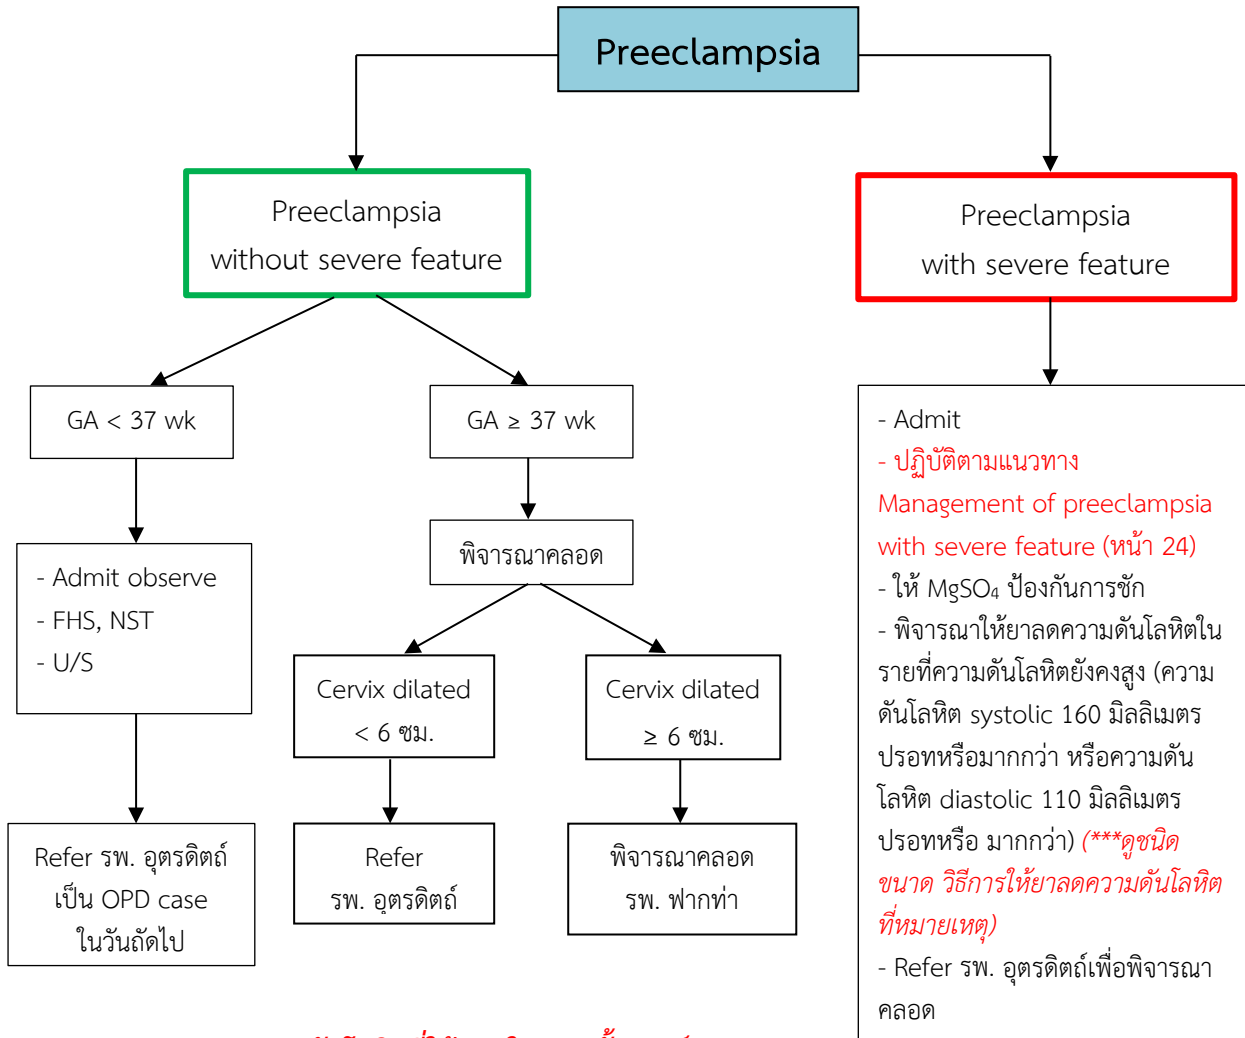 Preeclampsia
Preeclampsia
without severe feature
Preeclampsia
with severe feature
GA < 37 wk
GA ≥ 37 wk
พิจารณาคลอด
- Admit observe
- FHS, NST
- U/S
Cervix dilated
< 6 ซม.
Cervix dilated
≥ 6 ซม.
Refer รพ. อุตรดิตถ์
เป็น OPD case
ในวันถัดไป
Refer
รพ. อุตรดิตถ์
พิจารณาคลอด
รพ. ฟากท่า
- Admit
- ปฏิบัติตามแนวทาง
Management of preeclampsia
with severe feature (หน้า 24)
- ให้ MgSO₄ ป้องกันการชัก
- พิจารณาให้ยาลดความดันโลหิตใน
รายที่ความดันโลหิตยังคงสูง (ความ
ดันโลหิต systolic 160 มิลลิเมตร
ปรอทหรือมากกว่า หรือความดัน
โลหิต diastolic 110 มิลลิเมตร
ปรอทหรือ มากกว่า) (***ดูชนิด
ขนาด วิธีการให้ยาลดความดันโลหิต
ที่หมายเหตุ)
- Refer รพ. อุตรดิตถ์เพื่อพิจารณา
คลอด